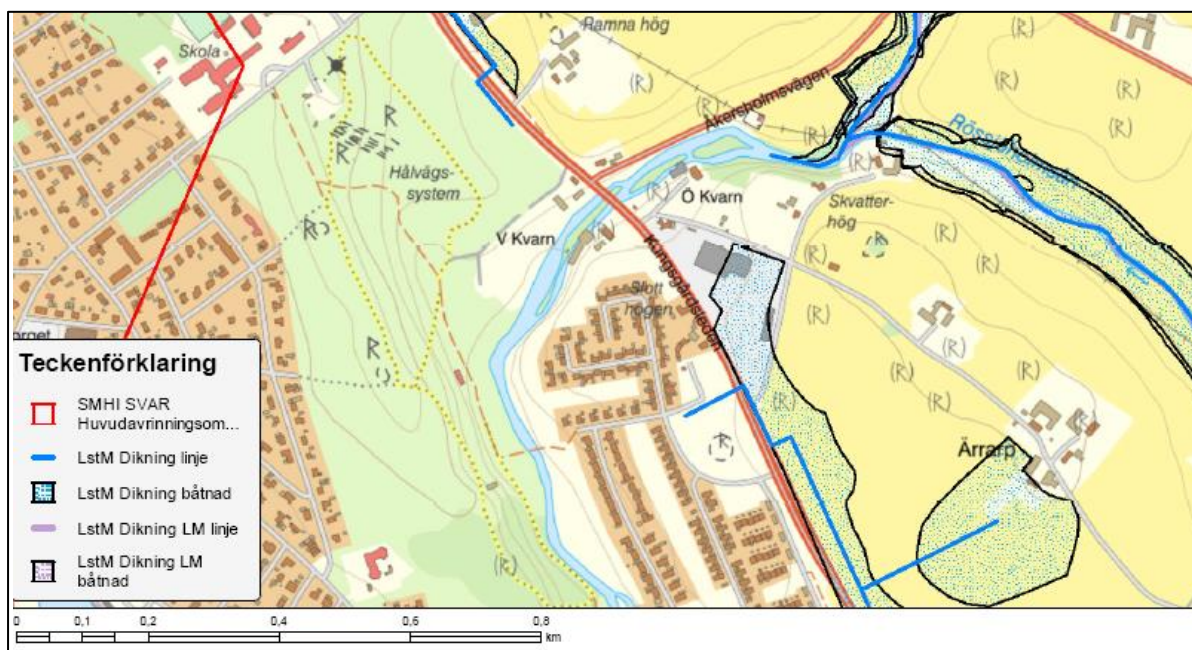 Ramna hög
Skola
(R)
(R)
(R)
(R)
Åkersholmsvägen
R
R
Hålvägs-
system
(R)
(R)
(R)
Ö Kvarn
Skvatter-
hög
R
(R)
(R)
V Kvarn
(R)
R
Slott
högen
Kungsgårdsleden
(R)
(R)
(R)
R
(R)
(R)
(R)
(R)
R
Ärrarp
(R)
Teckenförklaring
SMHI SVAR
Huvudavrinningsom...
LstM Dikning linje
LstM Dikning båtnad
LstM Dikning LM linje
LstM Dikning LM
båtnad
0 0,1 0,2 0,4 0,6 0,8
km